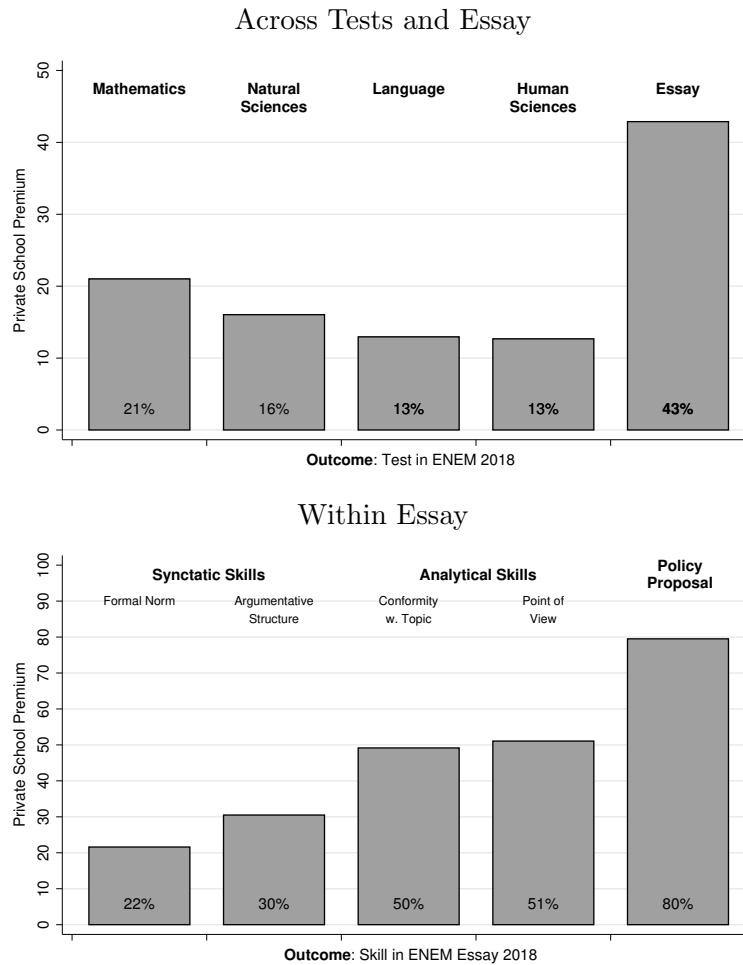 Across Tests and Essay
50
40
30
20
10
0
Private School Premium
Mathematics
Natural
Sciences
Language
Human
Sciences
Essay
21%
16%
13%
13%
43%
Outcome: Test in ENEM 2018
Within Essay
100
90
80
70
60
50
40
30
20
10
0
Private School Premium
Synctatic Skills
Analytical Skills
Policy
Proposal
Formal Norm
Argumentative
Structure
Conformity
w. Topic
Point of
View
22%
30%
50%
51%
80%
Outcome: Skill in ENEM Essay 2018